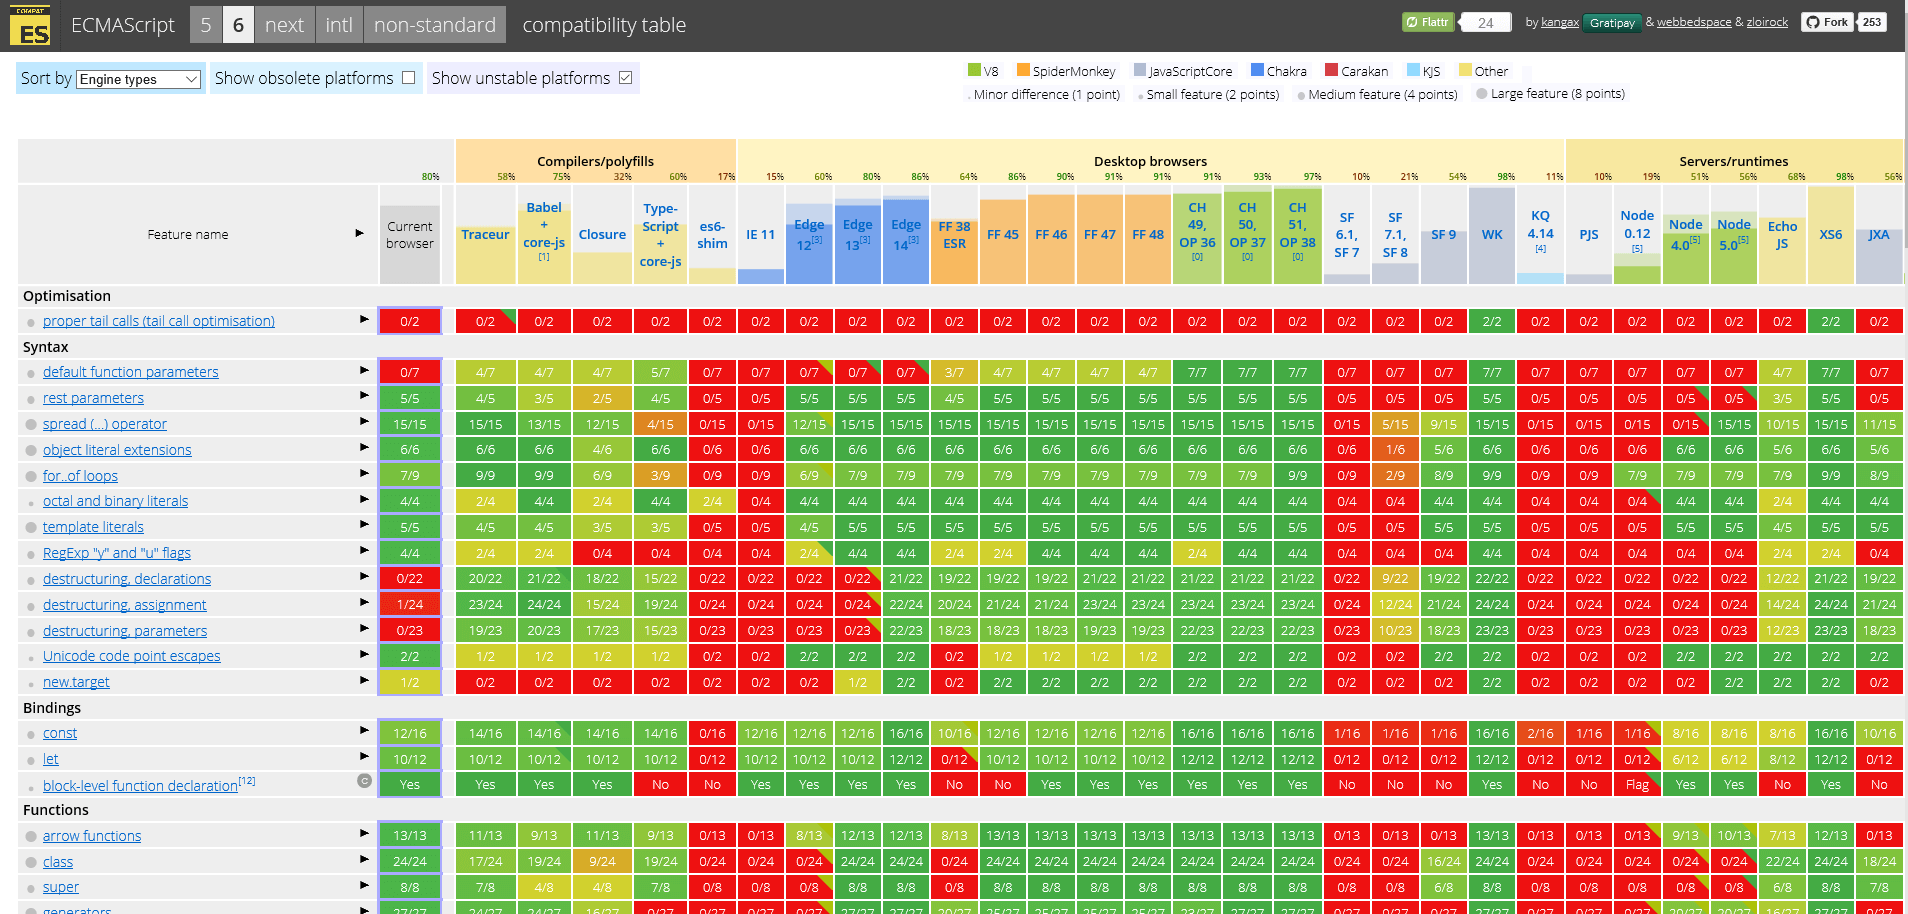 COMPAT ES ECMAScript 5 6 next intl non-standard compatibility table Flattr 24 by kangax Gratipay & webbedspace & zloirock Fork 253
Sort by Engine types Show obsolete platforms Show unstable platforms
V8 SpiderMonkey JavaScriptCore Chakra Carakan KJS Other
Minor difference (1 point) Small feature (2 points) Medium feature (4 points) Large feature (8 points)
Compilers/polyfills Desktop browsers Servers/runtimes
80% 58% 75% 32% 60% 17% 15% 60% 80% 86% 64% 86% 90% 91% 91% 91% 93% 97% 10% 21% 54% 98% 11% 10% 19% 51% 56% 68% 98% 56%
Feature name Current browser Traceur Babel + core-js [1] Closure Type-Script + core-js es6-shim IE 11 Edge 12[3] Edge 13[3] Edge 14[3] FF 38 ESR FF 45 FF 46 FF 47 FF 48 CH 49, OP 36 [0] CH 50, OP 37 [0] CH 51, OP 38 [0] SF 6.1, SF 7 SF 7.1, SF 8 SF 9 WK KQ 4.14 [4] PJS Node 0.12 [5] Node 4.0[5] Node 5.0[5] Echo JS XS6 JXA
Optimisation
proper tail calls (tail call optimisation) 0/2 0/2 0/2 0/2 0/2 0/2 0/2 0/2 0/2 0/2 0/2 0/2 0/2 0/2 0/2 0/2 0/2 0/2 0/2 0/2 0/2 2/2 0/2 0/2 0/2 0/2 0/2 0/2 2/2 0/2
Syntax
default function parameters 0/7 4/7 4/7 4/7 5/7 0/7 0/7 0/7 0/7 0/7 3/7 4/7 4/7 4/7 4/7 7/7 7/7 7/7 0/7 0/7 0/7 7/7 0/7 0/7 0/7 0/7 0/7 4/7 7/7 0/7
rest parameters 5/5 4/5 3/5 2/5 4/5 0/5 0/5 5/5 5/5 5/5 4/5 5/5 5/5 5/5 5/5 5/5 5/5 5/5 0/5 0/5 0/5 5/5 0/5 0/5 0/5 0/5 0/5 3/5 5/5 0/5
spread (...) operator 15/15 15/15 13/15 12/15 4/15 0/15 0/15 12/15 15/15 15/15 15/15 15/15 15/15 15/15 15/15 15/15 15/15 15/15 0/15 5/15 9/15 15/15 0/15 0/15 0/15 0/15 15/15 10/15 15/15 11/15
object literal extensions 6/6 6/6 6/6 4/6 6/6 0/6 0/6 6/6 6/6 6/6 6/6 6/6 6/6 6/6 6/6 6/6 6/6 6/6 0/6 1/6 5/6 6/6 0/6 0/6 0/6 6/6 6/6 5/6 6/6 5/6
for..of loops 7/9 9/9 9/9 6/9 3/9 0/9 0/9 6/9 7/9 7/9 7/9 7/9 7/9 7/9 7/9 7/9 7/9 9/9 0/9 2/9 8/9 9/9 0/9 0/9 7/9 7/9 7/9 7/9 9/9 8/9
octal and binary literals 4/4 2/4 4/4 2/4 4/4 2/4 0/4 4/4 4/4 4/4 4/4 4/4 4/4 4/4 4/4 4/4 4/4 4/4 0/4 0/4 4/4 4/4 0/4 0/4 0/4 4/4 4/4 2/4 4/4 4/4
template literals 5/5 4/5 4/5 3/5 3/5 0/5 0/5 4/5 5/5 5/5 5/5 5/5 5/5 5/5 5/5 5/5 5/5 5/5 0/5 0/5 5/5 5/5 0/5 0/5 0/5 5/5 5/5 4/5 5/5 5/5
RegExp "y" and "u" flags 4/4 2/4 2/4 0/4 0/4 0/4 0/4 2/4 4/4 4/4 2/4 2/4 4/4 4/4 4/4 2/4 4/4 4/4 0/4 0/4 0/4 4/4 0/4 0/4 0/4 0/4 0/4 2/4 2/4 0/4
destructuring, declarations 0/22 20/22 21/22 18/22 15/22 0/22 0/22 0/22 0/22 21/22 19/22 19/22 19/22 21/22 21/22 21/22 21/22 21/22 0/22 9/22 19/22 22/22 0/22 0/22 0/22 0/22 0/22 12/22 21/22 19/22
destructuring, assignment 1/24 23/24 24/24 15/24 19/24 0/24 0/24 0/24 0/24 22/24 20/24 21/24 21/24 23/24 23/24 23/24 23/24 23/24 0/24 12/24 21/24 24/24 0/24 0/24 0/24 0/24 0/24 14/24 24/24 21/24
destructuring, parameters 0/23 19/23 20/23 17/23 15/23 0/23 0/23 0/23 0/23 22/23 18/23 18/23 18/23 19/23 19/23 22/23 22/23 22/23 0/23 10/23 18/23 23/23 0/23 0/23 0/23 0/23 0/23 12/23 23/23 18/23
Unicode code point escapes 2/2 1/2 1/2 1/2 1/2 0/2 0/2 2/2 2/2 2/2 0/2 1/2 1/2 1/2 1/2 2/2 2/2 2/2 0/2 0/2 2/2 2/2 0/2 0/2 0/2 2/2 2/2 2/2 2/2 2/2
new.target 1/2 0/2 0/2 0/2 0/2 0/2 0/2 0/2 1/2 2/2 0/2 2/2 2/2 2/2 2/2 2/2 2/2 2/2 0/2 0/2 0/2 2/2 0/2 0/2 0/2 0/2 2/2 2/2 2/2 0/2
Bindings
const 12/16 14/16 14/16 14/16 14/16 0/16 12/16 12/16 12/16 16/16 10/16 12/16 12/16 12/16 12/16 16/16 16/16 16/16 1/16 1/16 1/16 16/16 2/16 1/16 1/16 8/16 8/16 8/16 16/16 10/16
let 10/12 10/12 10/12 10/12 10/12 0/12 10/12 10/12 10/12 12/12 0/12 10/12 10/12 10/12 10/12 12/12 12/12 12/12 0/12 0/12 0/12 12/12 0/12 0/12 0/12 6/12 6/12 8/12 12/12 0/12
block-level function declaration[12] C Yes Yes Yes Yes No No Yes Yes Yes Yes No No Yes Yes Yes Yes Yes Yes No No No Yes No No Flag Yes Yes No Yes No
Functions
arrow functions 13/13 11/13 9/13 11/13 9/13 0/13 0/13 8/13 12/13 12/13 8/13 13/13 13/13 13/13 13/13 13/13 13/13 13/13 0/13 0/13 0/13 13/13 0/13 0/13 0/13 9/13 10/13 7/13 12/13 0/13
class 24/24 17/24 19/24 9/24 19/24 0/24 0/24 0/24 24/24 24/24 0/24 24/24 24/24 24/24 24/24 24/24 24/24 24/24 0/24 0/24 16/24 24/24 0/24 0/24 0/24 0/24 0/24 22/24 24/24 18/24
super 8/8 7/8 4/8 4/8 7/8 0/8 0/8 0/8 8/8 8/8 0/8 8/8 8/8 8/8 8/8 8/8 8/8 8/8 0/8 0/8 6/8 8/8 0/8 0/8 0/8 0/8 0/8 6/8 8/8 7/8
generators